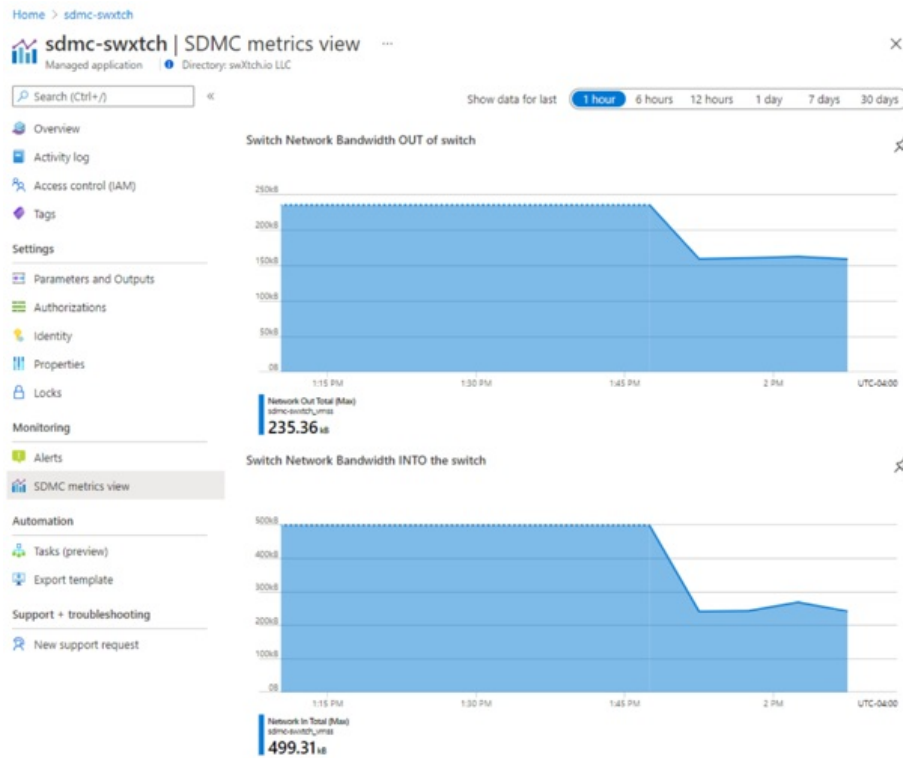 Home > sdmc-swxtch
sdmc-swxtch | SDMC metrics view ...
Managed application Directory: swXtch.io LLC
Search (Ctrl+/)
«
Overview
Activity log
Access control (IAM)
Tags
Settings
Parameters and Outputs
Authorizations
Identity
Properties
Locks
Monitoring
Alerts
SDMC metrics view
Automation
Tasks (preview)
Export template
Support + troubleshooting
New support request
Show data for last 1 hour 6 hours 12 hours 1 day 7 days 30 days
Switch Network Bandwidth OUT of switch
250kB
200kB
150kB
100kB
50kB
0B
1:15 PM 1:30 PM 1:45 PM 2 PM UTC-04:00
Network Out Total (Max)
sdmc-swxtch_vmss
235.36 kB
Switch Network Bandwidth INTO the switch
500kB
400kB
300kB
200kB
100kB
0B
1:15 PM 1:30 PM 1:45 PM 2 PM UTC-04:00
Network In Total (Max)
sdmc-swxtch_vmss
499.31 kB